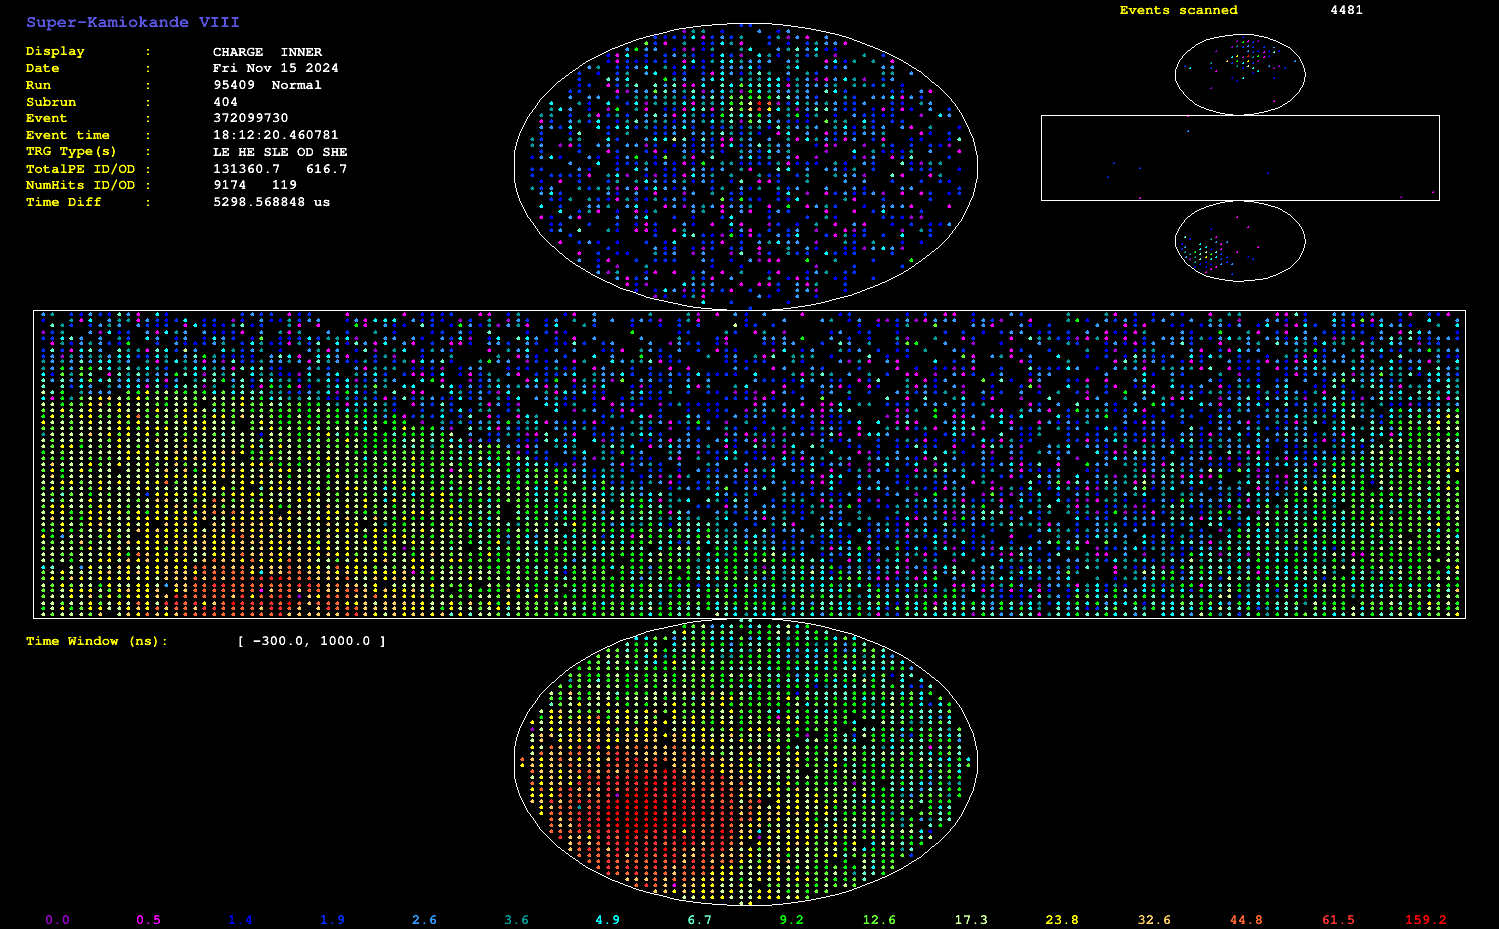 Super-Kamiokande VIII
Events scanned 4481
Display : CHARGE INNER
Date : Fri Nov 15 2024
Run : 95409 Normal
Subrun : 404
Event : 372099730
Event time : 18:12:20.460781
TRG Type(s) : LE HE SLE OD SHE
TotalPE ID/OD : 131360.7 616.7
NumHits ID/OD : 9174 119
Time Diff : 5298.568848 us
Time Window (ns): [ -300.0, 1000.0 ]
0.0 0.5 1.4 1.9 2.6 3.6 4.9 6.7 9.2 12.6 17.3 23.8 32.6 44.8 61.5 159.2